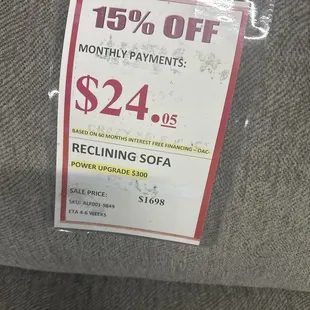 15% OFF
MONTHLY PAYMENTS:
$24.05
BASED ON 60 MONTHS INTEREST FREE FINANCING - OAC-
RECLINING SOFA
POWER UPGRADE $300
SALE PRICE:
$1698
ETA 4-6 WEEKS